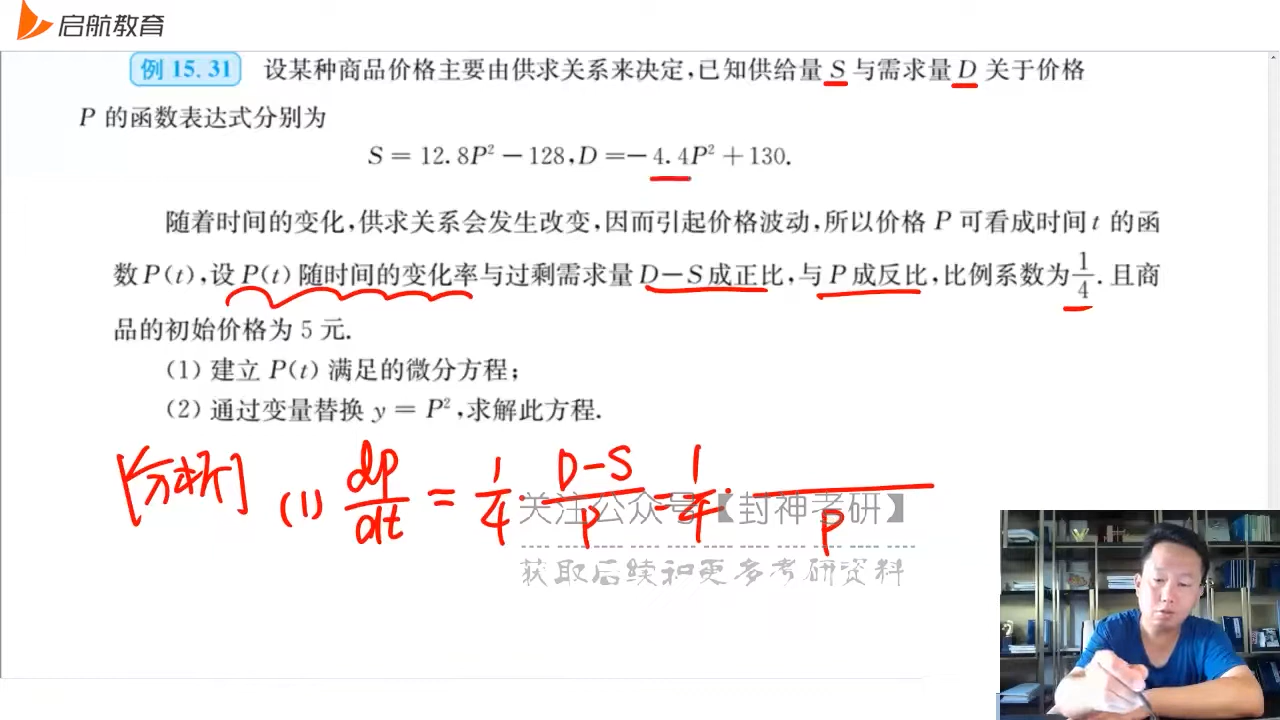 启航教育
例 15.31 设某种商品价格主要由供求关系来决定,已知供给量 S 与需求量 D 关于价格
P 的函数表达式分别为
S = 12.8P² − 128, D = − 4.4P² + 130.
随着时间的变化,供求关系会发生改变,因而引起价格波动,所以价格 P 可看成时间 t 的函
数 P(t),设 P(t) 随时间的变化率与过剩需求量 D − S 成正比,与 P 成反比,比例系数为 1/4. 且商
品的初始价格为 5 元.
(1) 建立 P(t) 满足的微分方程;
(2) 通过变量替换 y = P²,求解此方程.
[分析] (1) dp/dt = 1/4 · D−S/P = 1/4 · /P
关注公众号【封神考研】
获取后续和更多考研资料